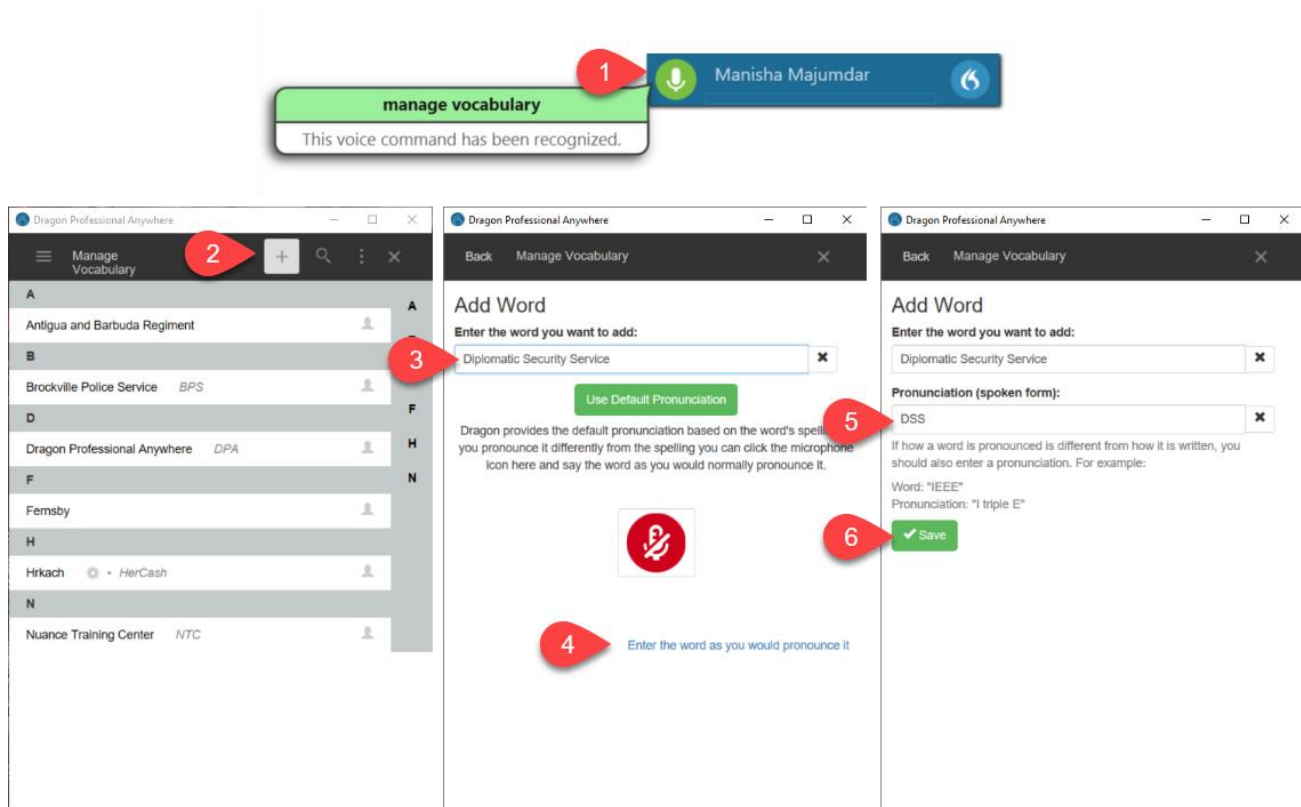 1
Manisha Majumdar
manage vocabulary
This voice command has been recognized.
Dragon Professional Anywhere
2
Manage
Vocabulary
A
Antigua and Barbuda Regiment
B
Brockville Police Service BPS
D
Dragon Professional Anywhere DPA
F
Fernsby
H
Hrkach • HerCash
N
Nuance Training Center NTC
A
F
H
N
Dragon Professional Anywhere
Back Manage Vocabulary
Add Word
Enter the word you want to add:
3
Diplomatic Security Service
Use Default Pronunciation
Dragon provides the default pronunciation based on the word's
you pronounce it differently from the spelling you can click the microphone
icon here and say the word as you would normally pronounce it.
4
Enter the word as you would pronounce it
Dragon Professional Anywhere
Back Manage Vocabulary
Add Word
Enter the word you want to add:
Diplomatic Security Service
Pronunciation (spoken form):
5
DSS
If how a word is pronounced is different from how it is written, you
should also enter a pronunciation. For example:
Word: "IEEE"
Pronunciation: "I triple E"
6
Save